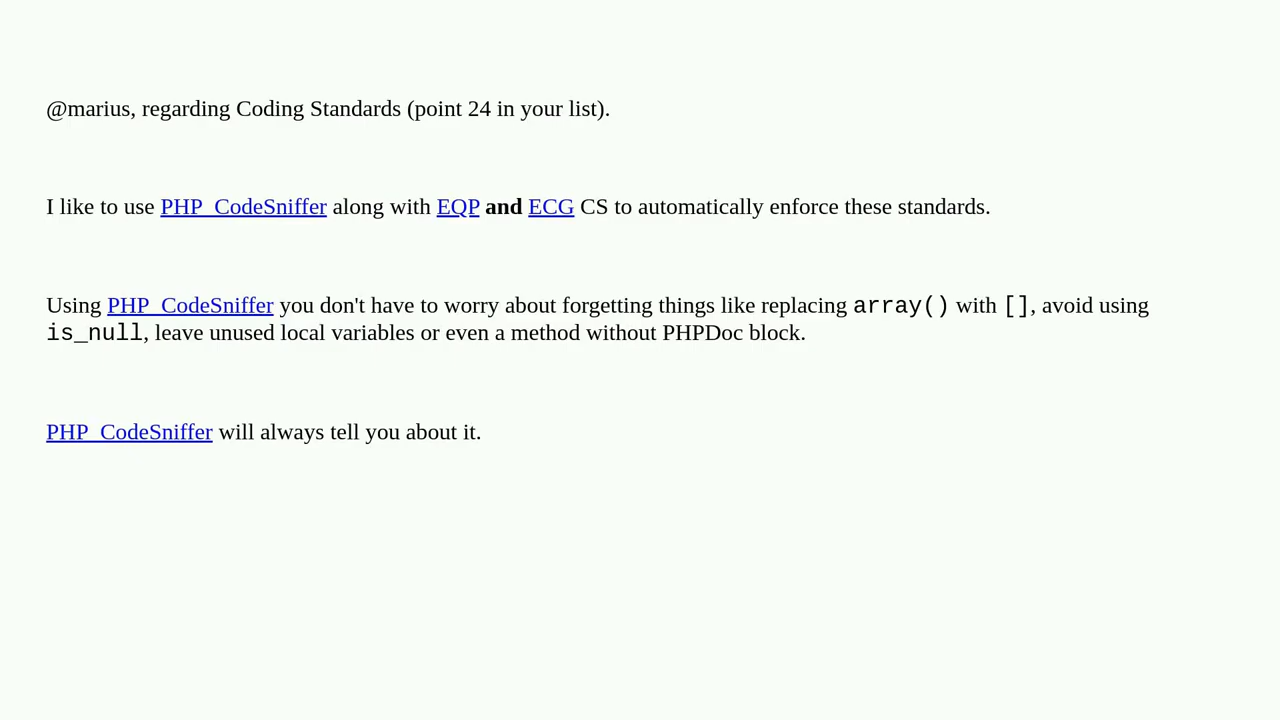 @marius, regarding Coding Standards (point 24 in your list).
I like to use PHP_CodeSniffer along with EQP and ECG CS to automatically enforce these standards.
Using PHP_CodeSniffer you don't have to worry about forgetting things like replacing array() with [], avoid using
is_null, leave unused local variables or even a method without PHPDoc block.
PHP_CodeSniffer will always tell you about it.